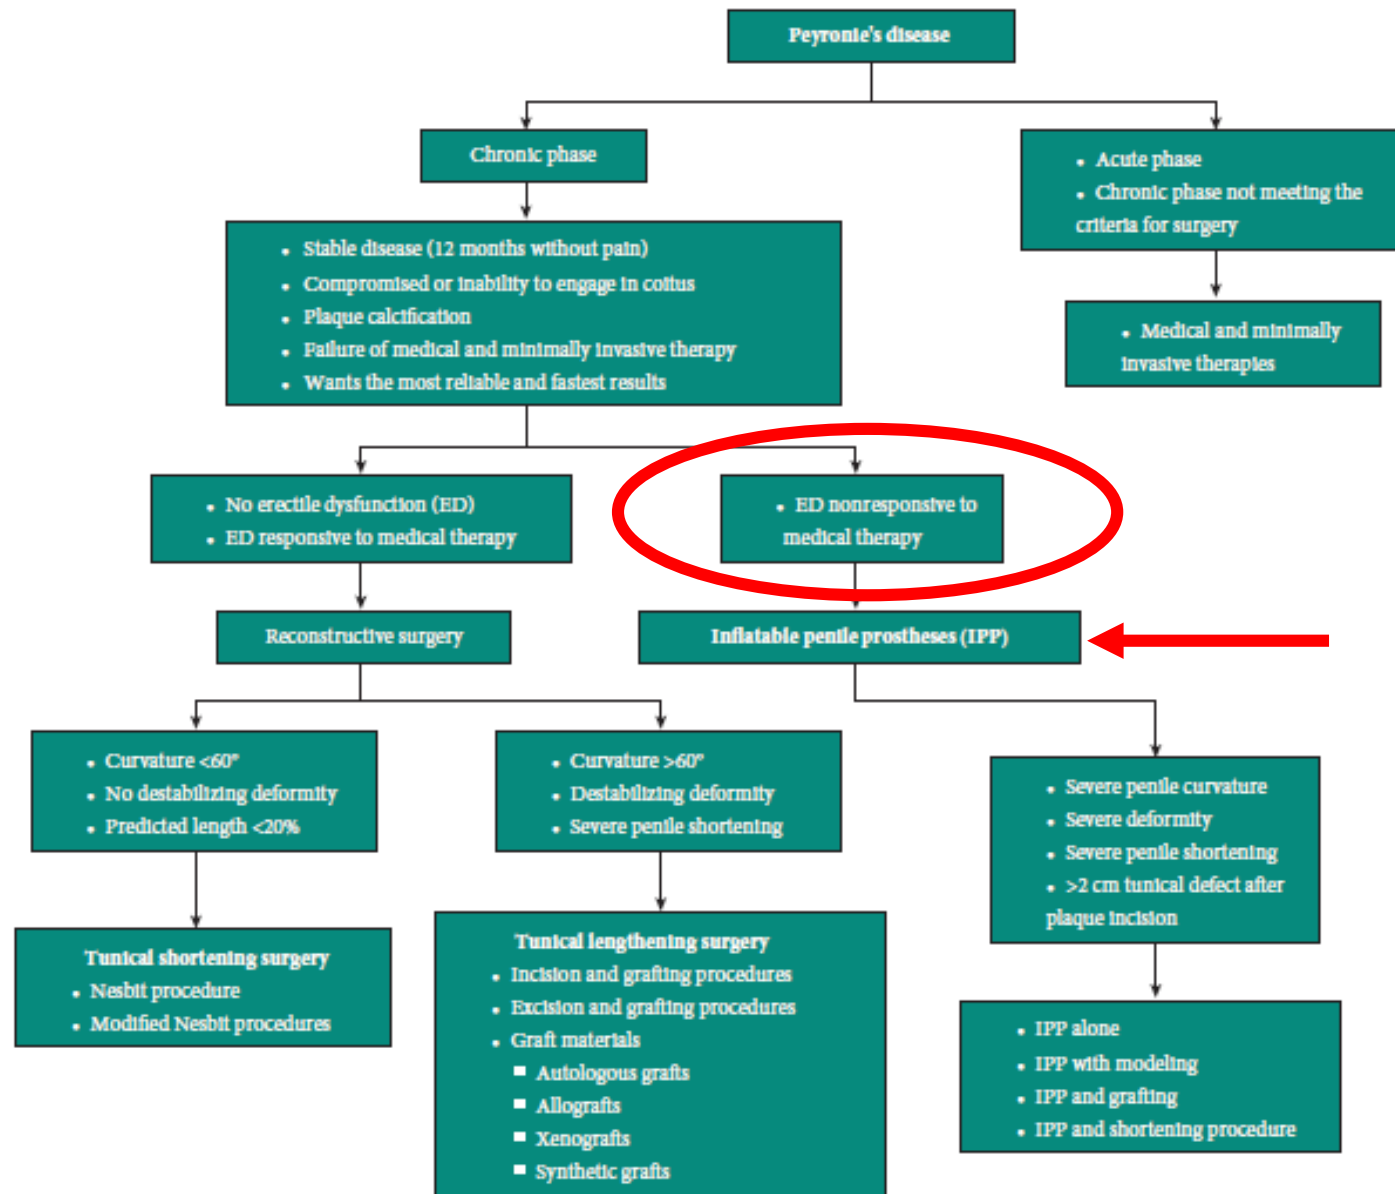 Peyronie's disease
Chronic phase
• Acute phase
• Chronic phase not meeting the
criteria for surgery
• Stable disease (12 months without pain)
• Compromised or inability to engage in coitus
• Plaque calcification
• Failure of medical and minimally invasive therapy
• Wants the most reliable and fastest results
• Medical and minimally
invasive therapies
• No erectile dysfunction (ED)
• ED responsive to medical therapy
• ED nonresponsive to
medical therapy
Reconstructive surgery
Inflatable penile prostheses (IPP)
• Curvature <60°
• No destabilizing deformity
• Predicted length <20%
• Curvature >60°
• Destabilizing deformity
• Severe penile shortening
• Severe penile curvature
• Severe deformity
• Severe penile shortening
• >2 cm tunical defect after
plaque incision
Tunical shortening surgery
• Nesbit procedure
• Modified Nesbit procedures
Tunical lengthening surgery
• Incision and grafting procedures
• Excision and grafting procedures
• Graft materials
■ Autologous grafts
■ Allografts
■ Xenografts
■ Synthetic grafts
• IPP alone
• IPP with modeling
• IPP and grafting
• IPP and shortening procedure